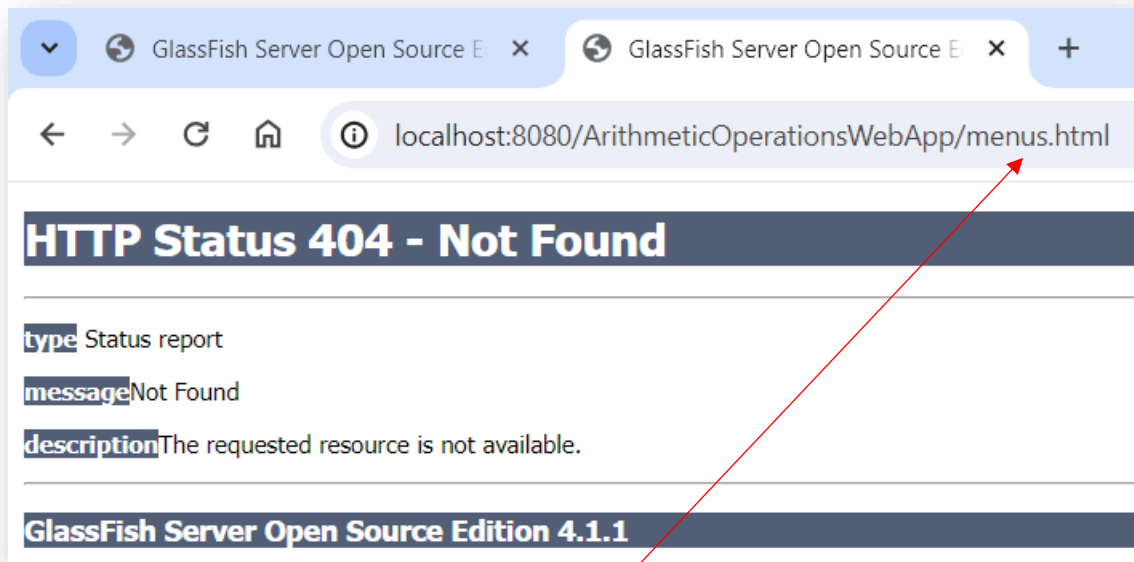 GlassFish Server Open Source E
GlassFish Server Open Source E
localhost:8080/ArithmeticOperationsWebApp/menus.html
HTTP Status 404 - Not Found
type Status report
messageNot Found
descriptionThe requested resource is not available.
GlassFish Server Open Source Edition 4.1.1